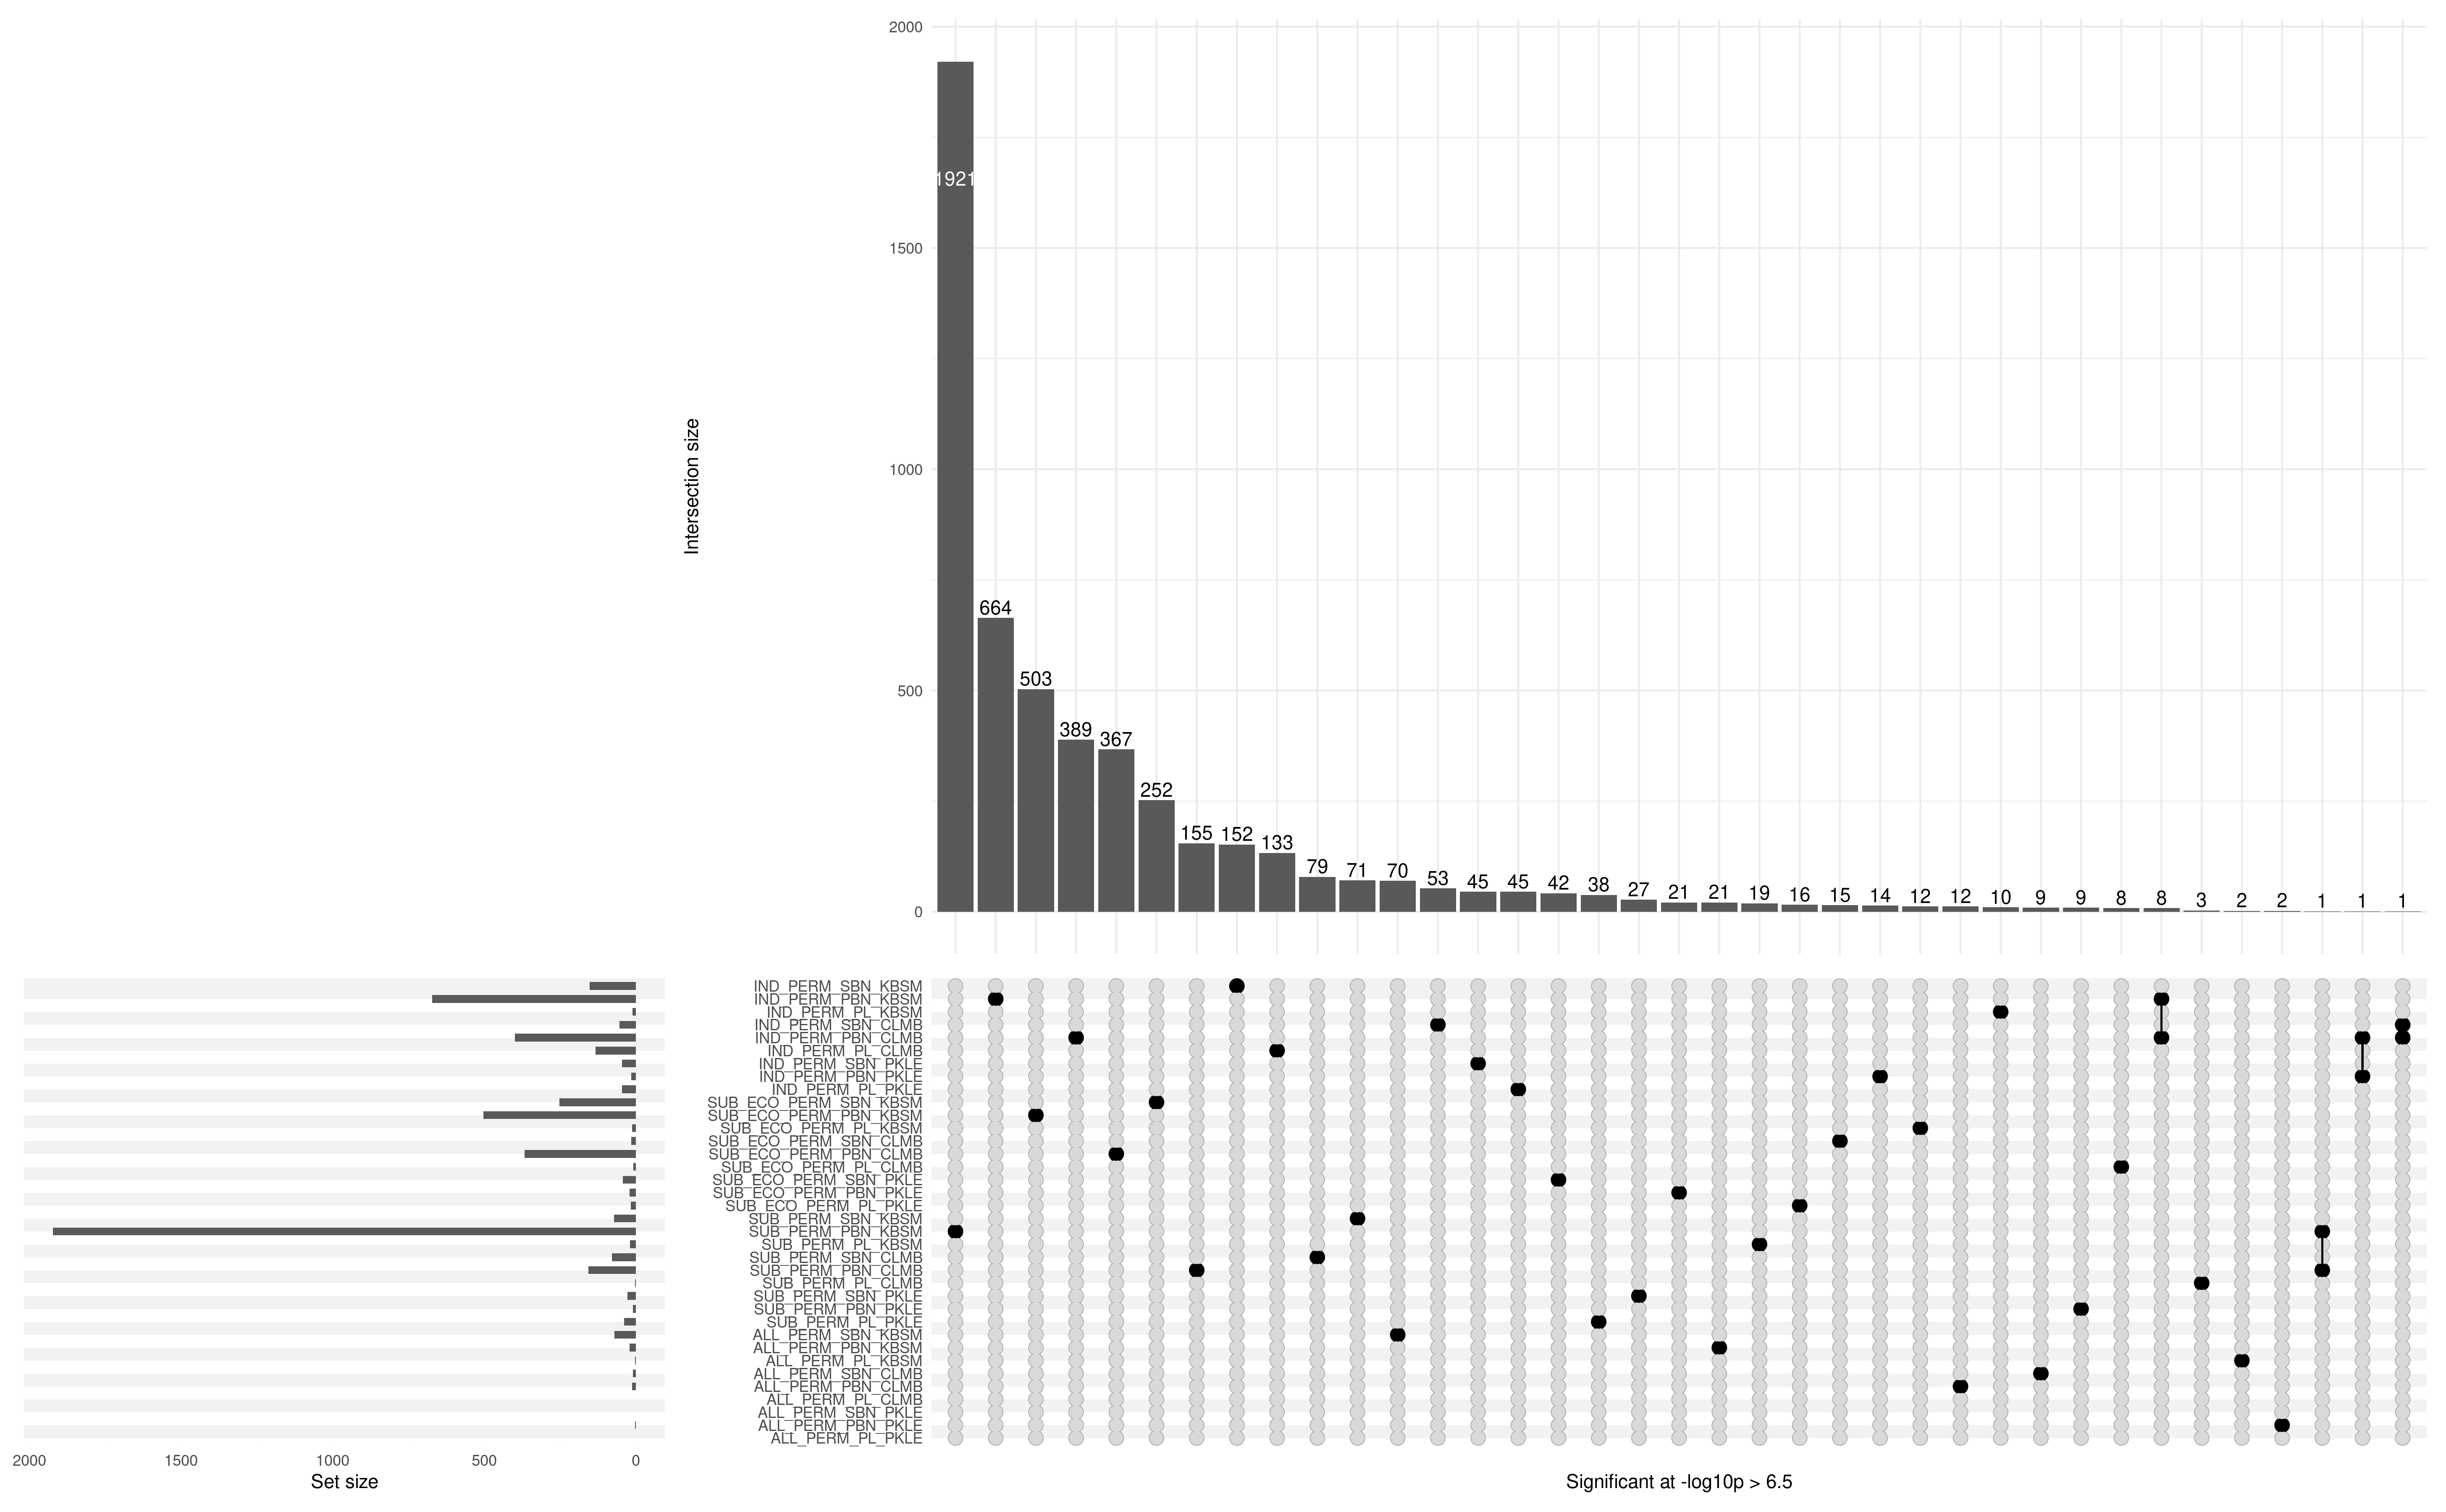 2000
1500
1000
500
0
Intersection size
1921
664
503
389
367
252
155
152
133
79
71
70
53
45
45
42
38
27
21
21
19
16
15
14
12
12
10
9
9
8
8
3
2
2
1
1
1
IND_PERM_SBN_KBSM
IND_PERM_PBN_KBSM
IND_PERM_PL_KBSM
IND_PERM_SBN_CLMB
IND_PERM_PBN_CLMB
IND_PERM_PL_CLMB
IND_PERM_SBN_PKLE
IND_PERM_PBN_PKLE
IND_PERM_PL_PKLE
SUB_ECO_PERM_SBN_KBSM
SUB_ECO_PERM_PBN_KBSM
SUB_ECO_PERM_PL_KBSM
SUB_ECO_PERM_SBN_CLMB
SUB_ECO_PERM_PBN_CLMB
SUB_ECO_PERM_PL_CLMB
SUB_ECO_PERM_SBN_PKLE
SUB_ECO_PERM_PBN_PKLE
SUB_ECO_PERM_PL_PKLE
SUB_PERM_SBN_KBSM
SUB_PERM_PBN_KBSM
SUB_PERM_PL_KBSM
SUB_PERM_SBN_CLMB
SUB_PERM_PBN_CLMB
SUB_PERM_PL_CLMB
SUB_PERM_SBN_PKLE
SUB_PERM_PBN_PKLE
SUB_PERM_PL_PKLE
ALL_PERM_SBN_KBSM
ALL_PERM_PBN_KBSM
ALL_PERM_PL_KBSM
ALL_PERM_SBN_CLMB
ALL_PERM_PBN_CLMB
ALL_PERM_PL_CLMB
ALL_PERM_SBN_PKLE
ALL_PERM_PBN_PKLE
ALL_PERM_PL_PKLE
2000 1500 1000 500 0
Set size
Significant at -log10p > 6.5